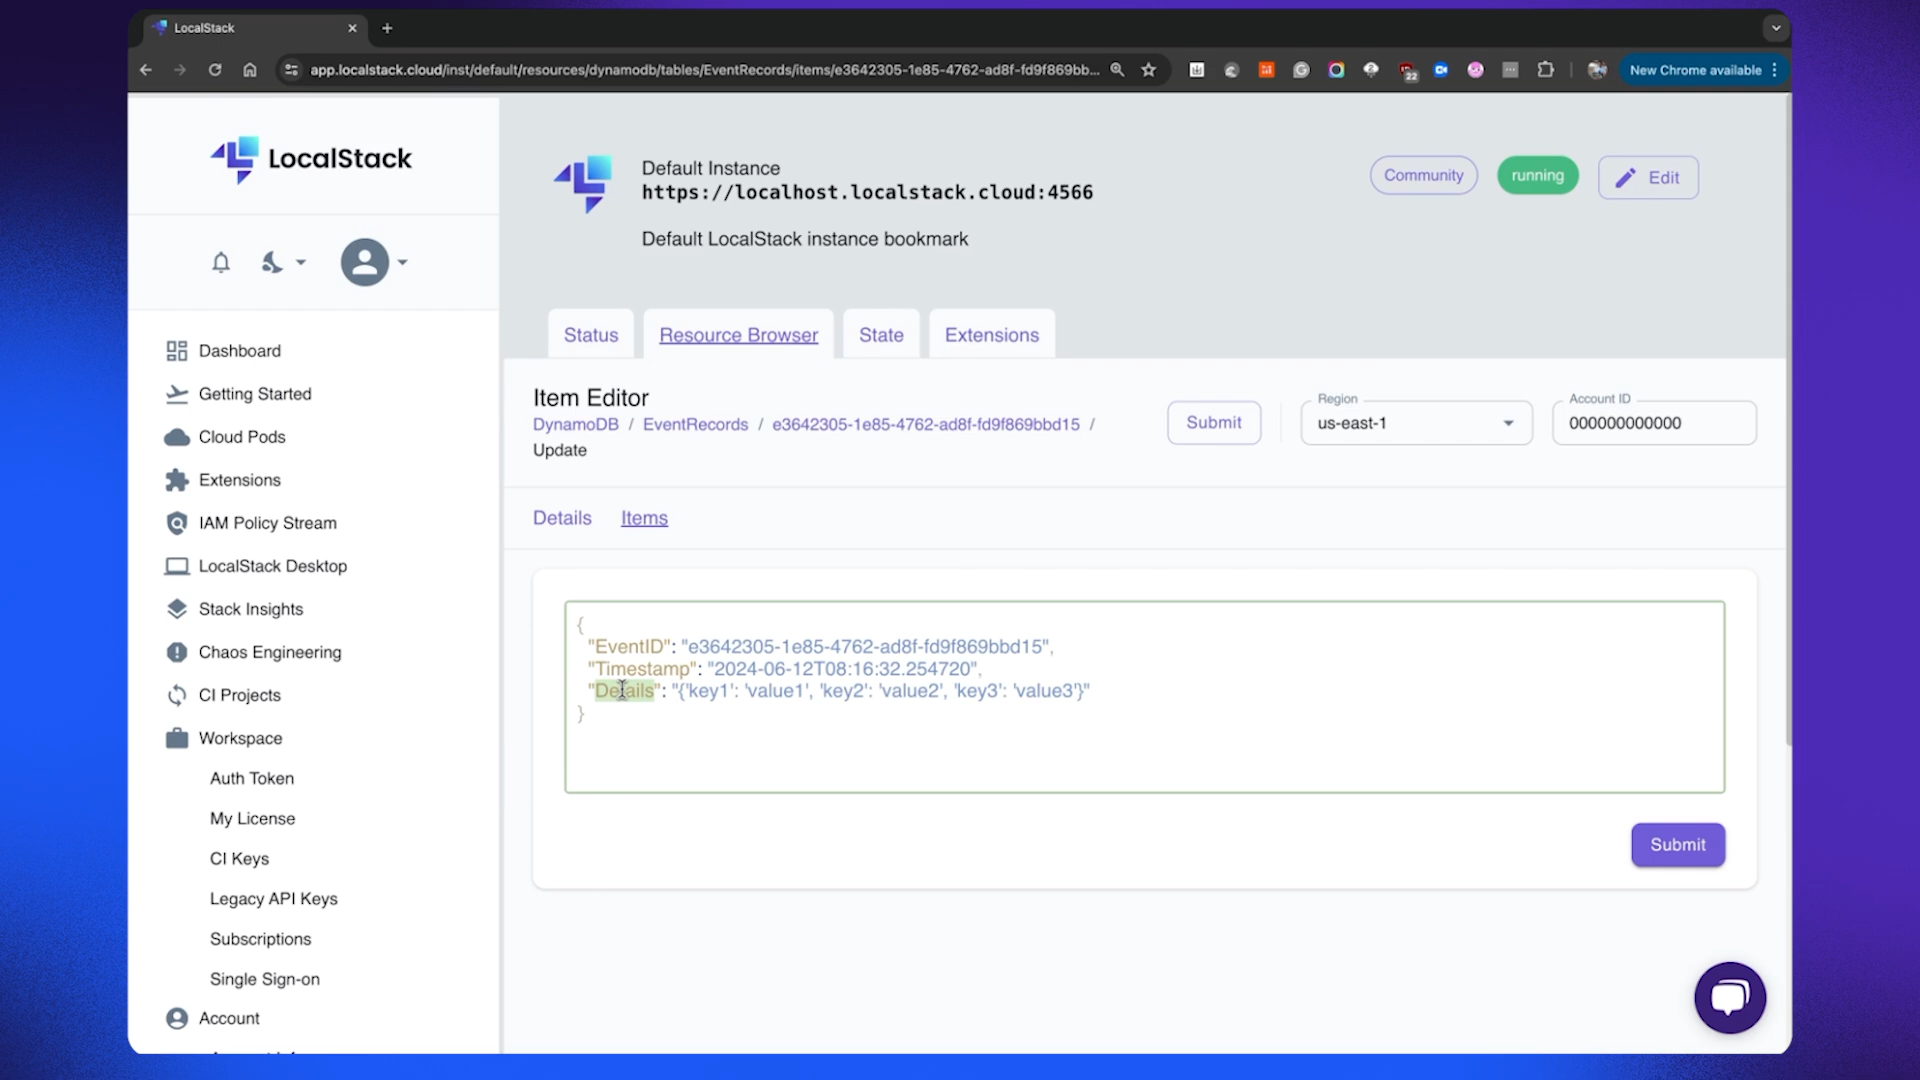 LocalStack
app.localstack.cloud/inst/default/resources/dynamodb/tables/EventRecords/items/e3642305-1e85-4762-ad8f-fd9f869bb...
22
New Chrome available
LocalStack
Default Instance
https://localhost.localstack.cloud:4566
Default LocalStack instance bookmark
Community
running
Edit
Status
Resource Browser
State
Extensions
Dashboard
Getting Started
Cloud Pods
Extensions
IAM Policy Stream
LocalStack Desktop
Stack Insights
Chaos Engineering
CI Projects
Workspace
Auth Token
My License
CI Keys
Legacy API Keys
Subscriptions
Single Sign-on
Account
Item Editor
DynamoDB / EventRecords / e3642305-1e85-4762-ad8f-fd9f869bbd15 /
Update
Submit
Region
us-east-1
Account ID
000000000000
Details
Items
{
"EventID": "e3642305-1e85-4762-ad8f-fd9f869bbd15",
"Timestamp": "2024-06-12T08:16:32.254720",
"Details": "{'key1': 'value1', 'key2': 'value2', 'key3': 'value3'}"
}
Submit